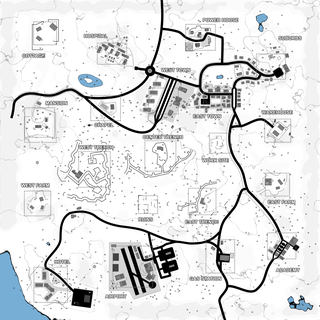 POWER HOUSE
HOSPITAL
SUBURBS
COTTAGE
WEST TOWN
MANSION
WAREHOUSE
EAST TOWN
CHAPEL
CENTER TRENCH
WEST TRENCH
WORK SITE
WEST FARM
EAST FARM
RUINS
EAST TRENCH
HOTEL
ACADEMY
GAS STATION
AIRPORT